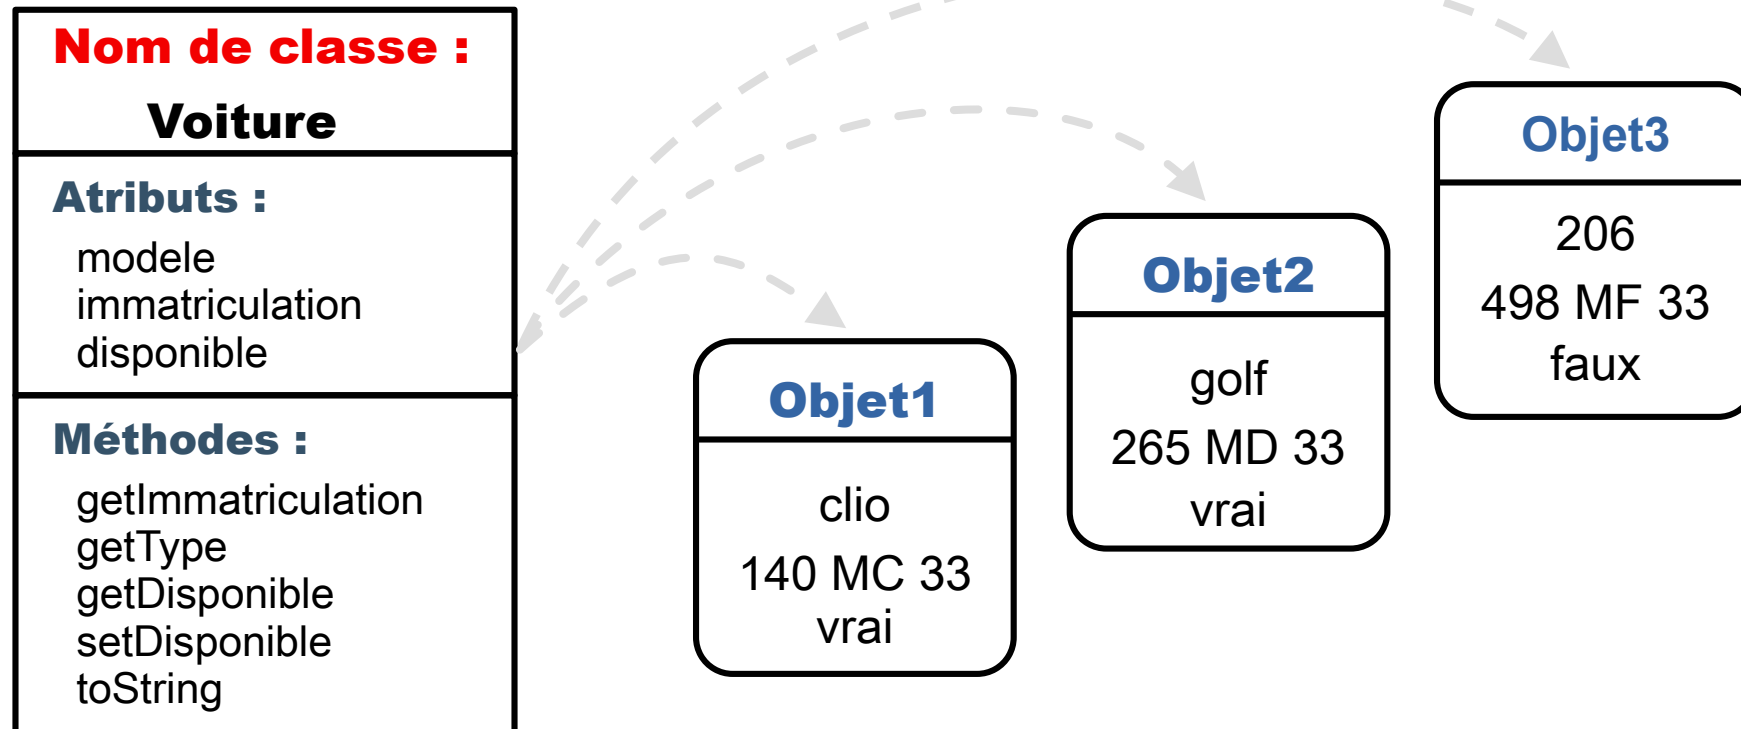 Nom de classe :
Voiture
Atributs :
modele
immatriculation
disponible
Méthodes :
getImmatriculation
getType
getDisponible
setDisponible
toString
Objet1
clio
140 MC 33
vrai
Objet2
golf
265 MD 33
vrai
Objet3
206
498 MF 33
faux